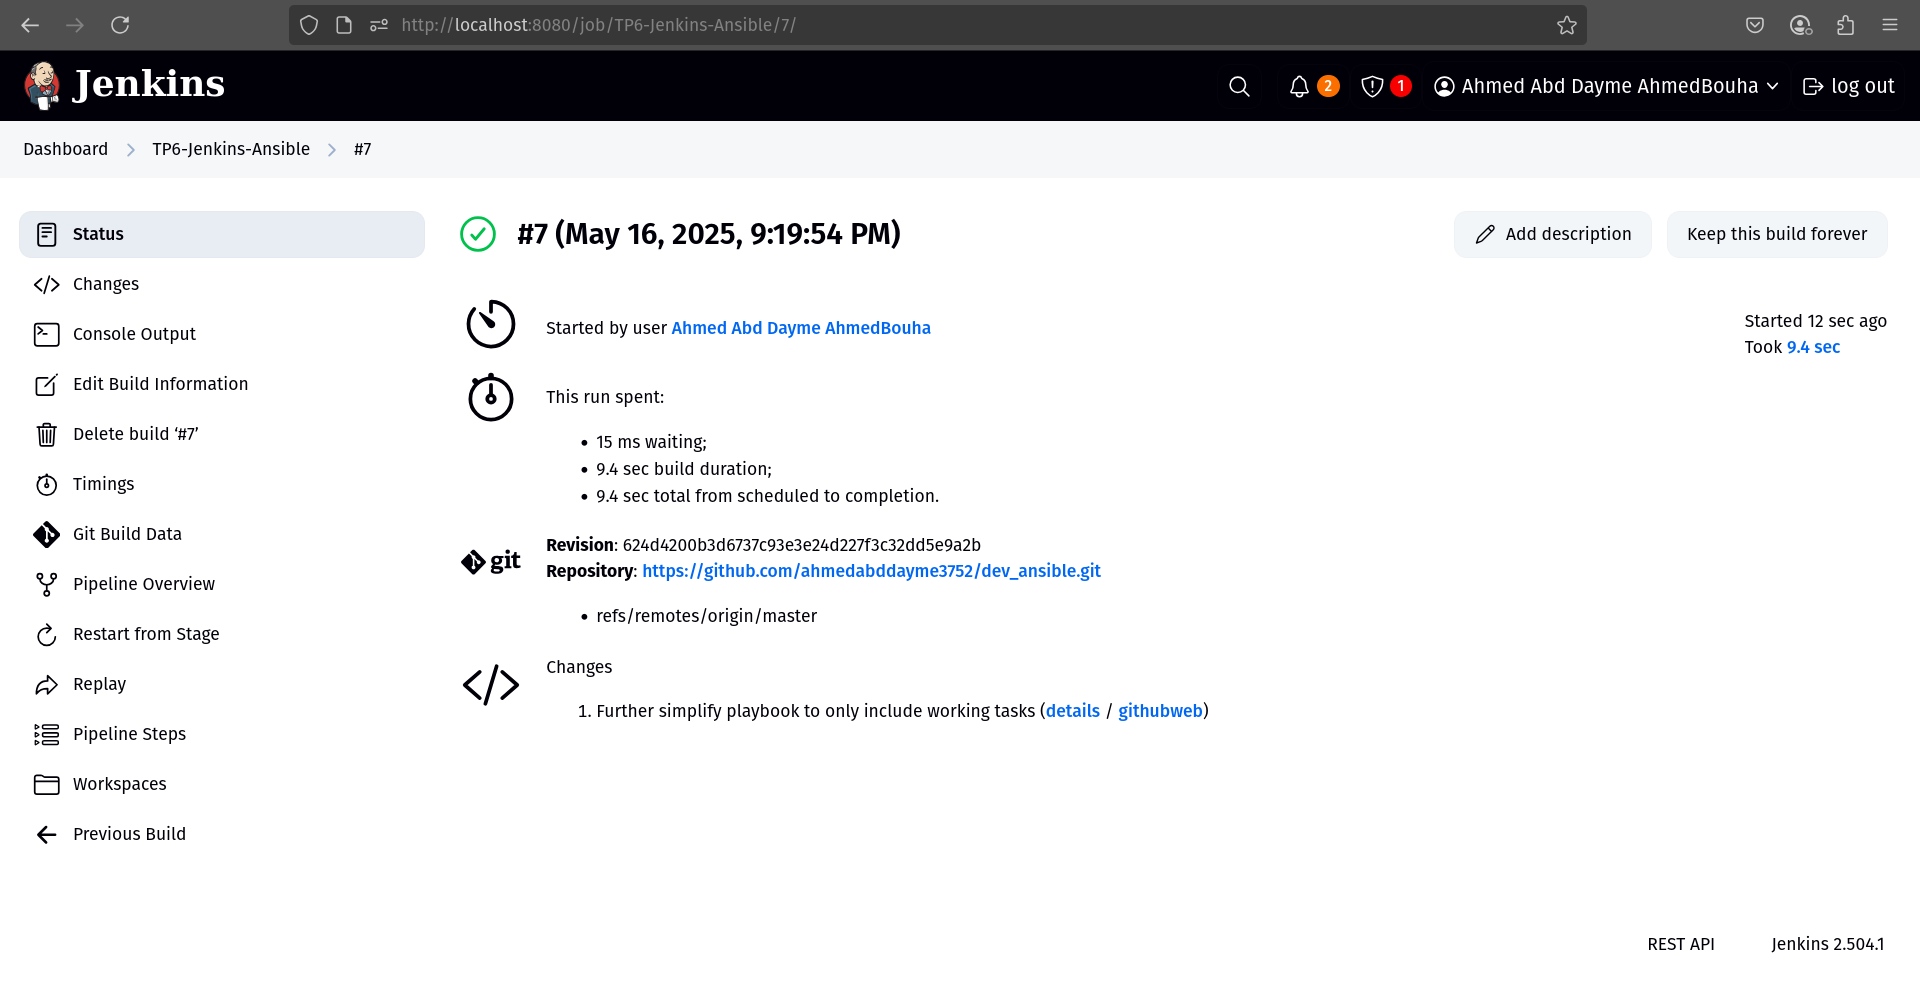 http://localhost:8080/job/TP6-Jenkins-Ansible/7/
Jenkins
2
1
Ahmed Abd Dayme AhmedBouha
log out
Dashboard
TP6-Jenkins-Ansible
#7
Status
Changes
Console Output
Edit Build Information
Delete build ‘#7’
Timings
Git Build Data
Pipeline Overview
Restart from Stage
Replay
Pipeline Steps
Workspaces
Previous Build
#7 (May 16, 2025, 9:19:54 PM)
Add description
Keep this build forever
Started by user Ahmed Abd Dayme AhmedBouha
Started 12 sec ago
Took 9.4 sec
This run spent:
• 15 ms waiting;
• 9.4 sec build duration;
• 9.4 sec total from scheduled to completion.
git
Revision: 624d4200b3d6737c93e3e24d227f3c32dd5e9a2b
Repository: https://github.com/ahmedabddayme3752/dev_ansible.git
• refs/remotes/origin/master
Changes
1. Further simplify playbook to only include working tasks (details / githubweb)
REST API
Jenkins 2.504.1